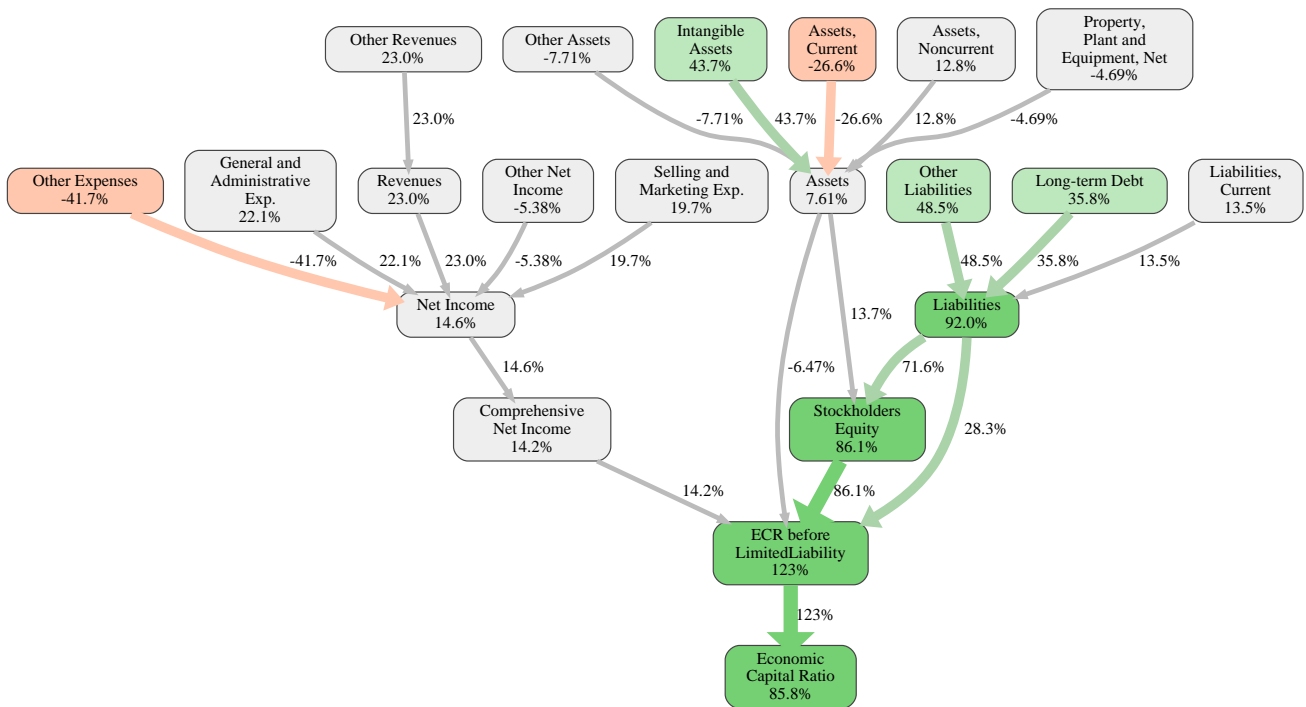 Other Revenues
23.0%
Other Assets
-7.71%
Intangible
Assets
43.7%
Assets,
Current
-26.6%
Assets,
Noncurrent
12.8%
Property,
Plant and
Equipment, Net
-4.69%
23.0%
-7.71%
43.7%
-26.6%
12.8%
-4.69%
Other Expenses
-41.7%
General and
Administrative
Exp.
22.1%
Revenues
23.0%
Other Net
Income
-5.38%
Selling and
Marketing Exp.
19.7%
Assets
7.61%
Other
Liabilities
48.5%
Long-term Debt
35.8%
Liabilities,
Current
13.5%
-41.7%
22.1%
23.0%
-5.38%
19.7%
48.5%
35.8%
13.5%
Net Income
14.6%
Liabilities
92.0%
13.7%
14.6%
-6.47%
71.6%
Comprehensive
Net Income
14.2%
Stockholders
Equity
86.1%
28.3%
14.2%
86.1%
ECR before
LimitedLiability
123%
123%
Economic
Capital Ratio
85.8%